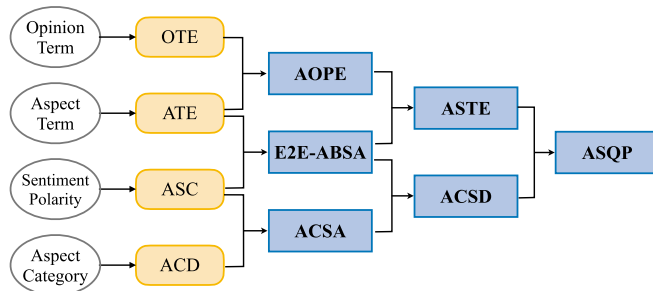 Opinion
Term
OTE
AOPE
Aspect
Term
ATE
ASTE
E2E-ABSA
ASQP
Sentiment
Polarity
ASC
ACSD
ACSA
Aspect
Category
ACD